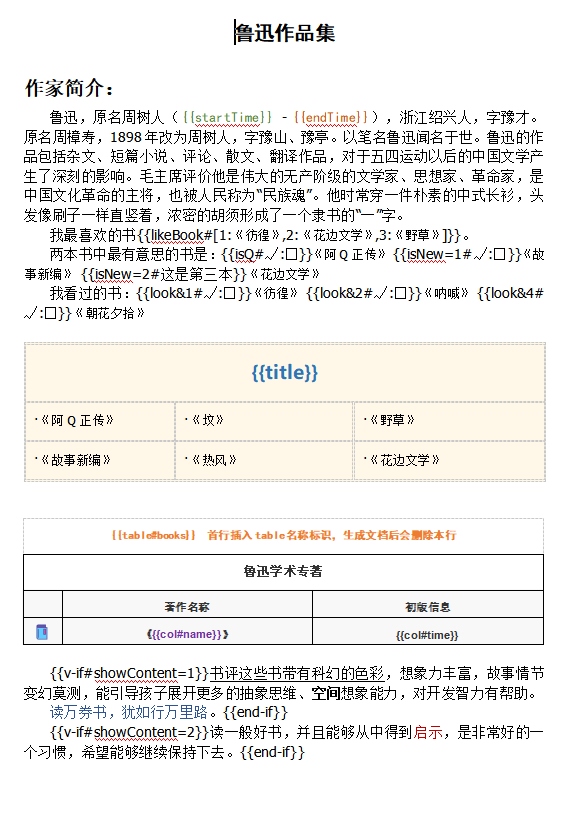 鲁迅作品集
作家简介：
鲁迅，原名周树人（{{startTime}} - {{endTime}}），浙江绍兴人，字豫才。
原名周樟寿，1898年改为周树人，字豫山、豫亭。以笔名鲁迅闻名于世。鲁迅的作
品包括杂文、短篇小说、评论、散文、翻译作品，对于五四运动以后的中国文学产
生了深刻的影响。毛主席评价他是伟大的无产阶级的文学家、思想家、革命家，是
中国文化革命的主将，也被人民称为“民族魂”。他时常穿一件朴素的中式长衫，头
发像刷子一样直竖着，浓密的胡须形成了一个隶书的“一”字。
我最喜欢的书{{likeBook#[1:《彷徨》,2:《花边文学》,3:《野草》]}}。
两本书中最有意思的书是：{{isQ#√:□}}《阿Q正传》 {{isNew=1#√:□}}《故
事新编》 {{isNew=2#这是第三本}}《花边文学》
我看过的书：{{look&1#√:□}}《彷徨》 {{look&2#√:□}}《呐喊》 {{look&4#
√:□}}《朝花夕拾》
{{title}}
·《阿Q正传》 ·《坟》 ·《野草》
·《故事新编》 ·《热风》 ·《花边文学》
{{table#books}} 首行插入table名称标识，生成文档后会删除本行
鲁迅学术专著
著作名称 初版信息
《{{col#name}}》 {{col#time}}
{{v-if#showContent=1}}书评这些书带有科幻的色彩，想象力丰富，故事情节
变幻莫测，能引导孩子展开更多的抽象思维、空间想象能力，对开发智力有帮助。
读万券书，犹如行万里路。{{end-if}}
{{v-if#showContent=2}}读一般好书，并且能够从中得到启示，是非常好的一
个习惯，希望能够继续保持下去。{{end-if}}